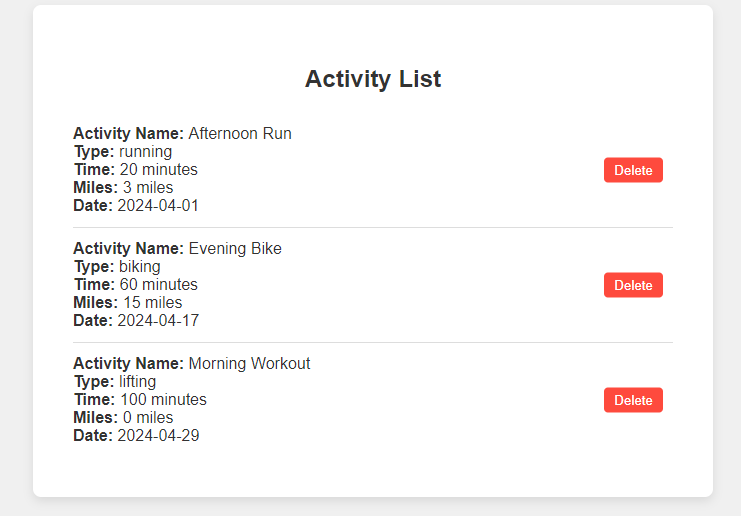 Activity List
Activity Name: Afternoon Run
Type: running
Time: 20 minutes
Delete
Miles: 3 miles
Date: 2024-04-01
Activity Name: Evening Bike
Type: biking
Time: 60 minutes
Delete
Miles: 15 miles
Date: 2024-04-17
Activity Name: Morning Workout
Type: lifting
Time: 100 minutes
Delete
Miles: 0 miles
Date: 2024-04-29